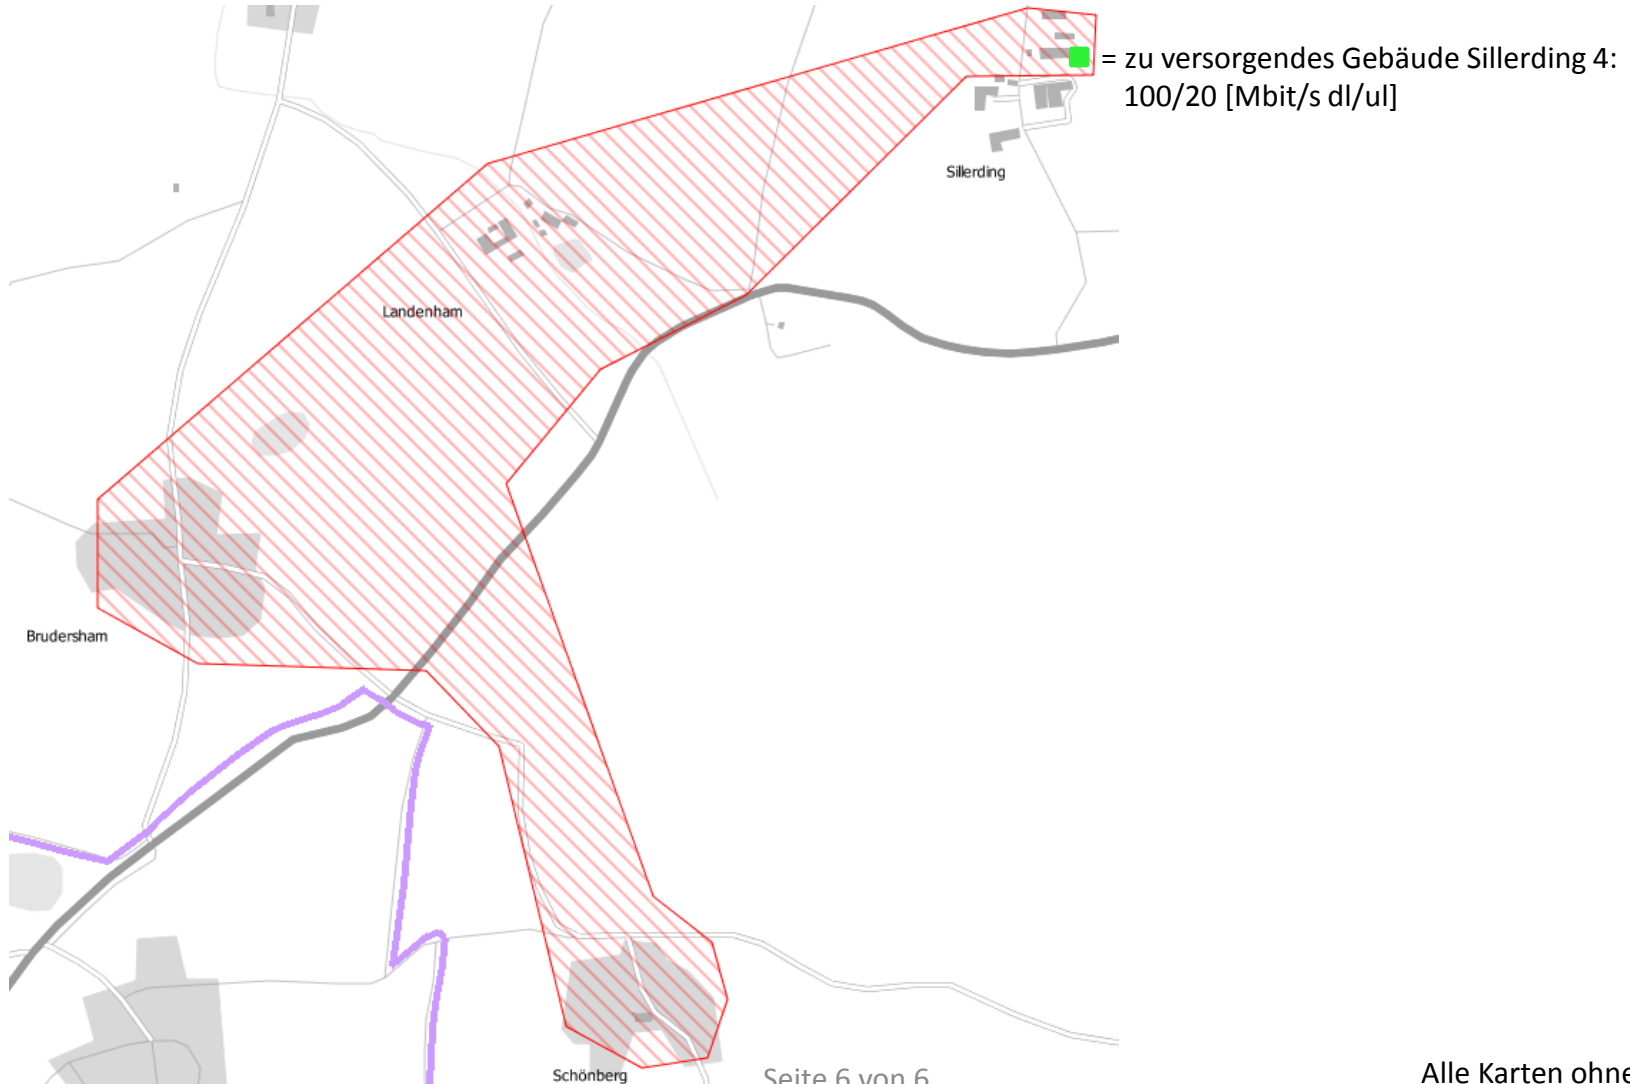 = zu versorgendes Gebäude Sillerding 4:
100/20 [Mbit/s dl/ul]
Sillerding
Landenham
Brudersham
Schönberg
Seite 6 von 6
Alle Karten ohne